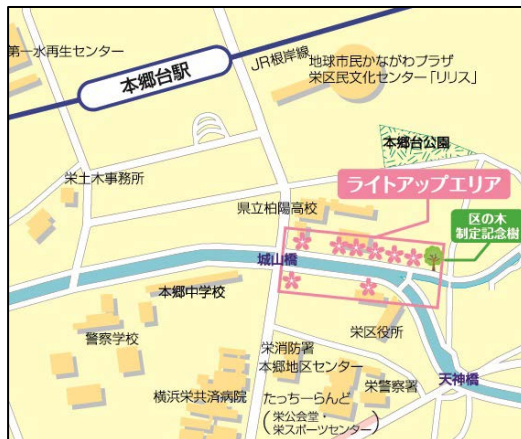 第一水再生センター
本郷台駅
JR根岸線
地球市民かながわプラザ
栄区民文化センター「リリス」
本郷台公園
栄土木事務所
ライトアップエリア
県立柏陽高校
区の木
制定記念樹
城山橋
本郷中学校
警察学校
栄区役所
栄消防署
本郷地区センター
天神橋
栄警察署
横浜栄共済病院
たっちーらんど
(栄公会堂・
栄スポーツセンター)